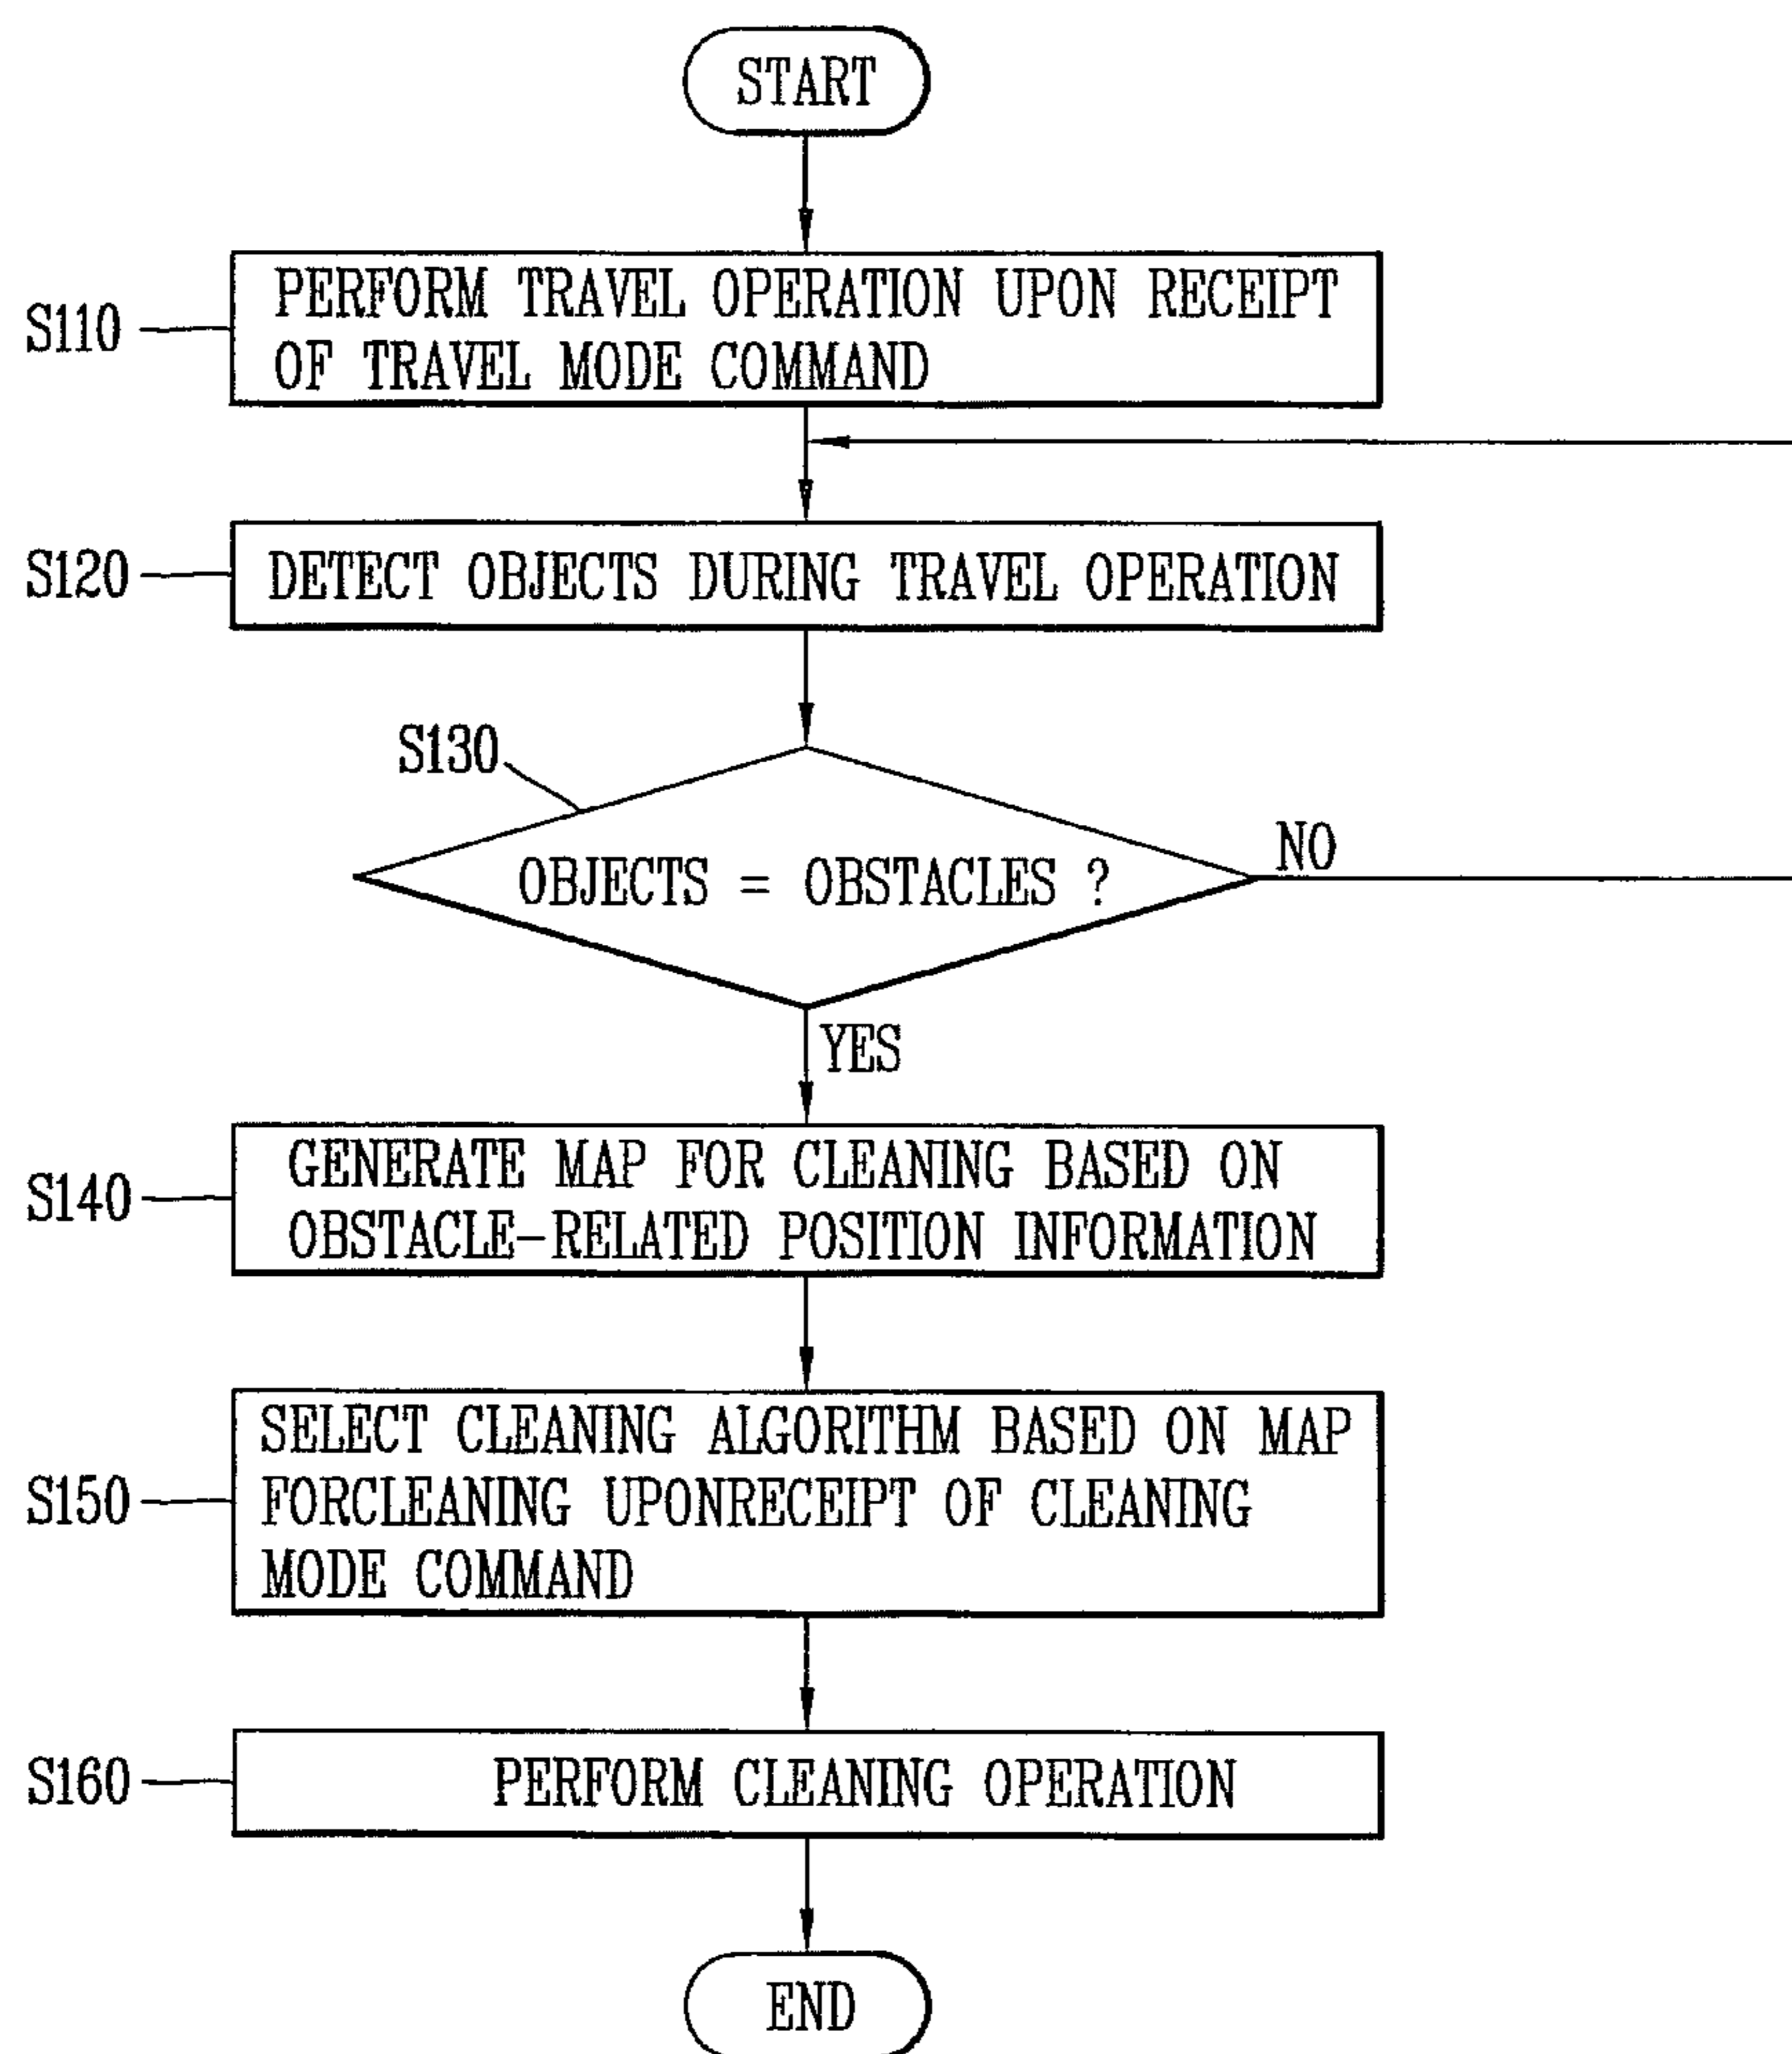 START
S110
PERFORM TRAVEL OPERATION UPON RECEIPT
OF TRAVEL MODE COMMAND
S120
DETECT OBJECTS DURING TRAVEL OPERATION
S130
OBJECTS = OBSTACLES ?
NO
YES
S140
GENERATE MAP FOR CLEANING BASED ON
OBSTACLE-RELATED POSITION INFORMATION
S150
SELECT CLEANING ALGORITHM BASED ON MAP
FORCLEANING UPONRECEIPT OF CLEANING
MODE COMMAND
S160
PERFORM CLEANING OPERATION
END